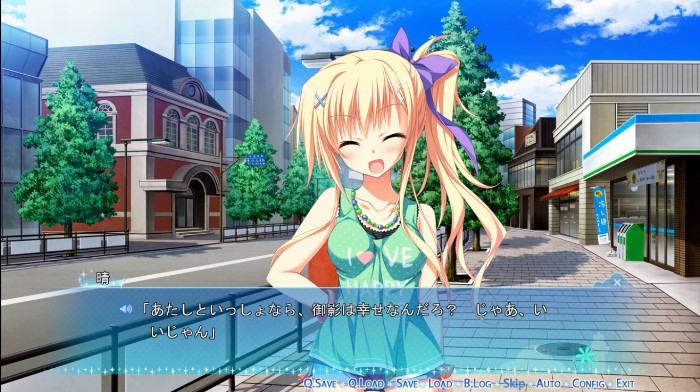 I LOVE
HAPPY
晴
「あたしといっしょなら、御影は幸せなんだろ？　じゃあ、い
いじゃん」
Q.SAVE Q.LOAD SAVE LOAD B.LOG SKIP AUTO CONFIG EXIT